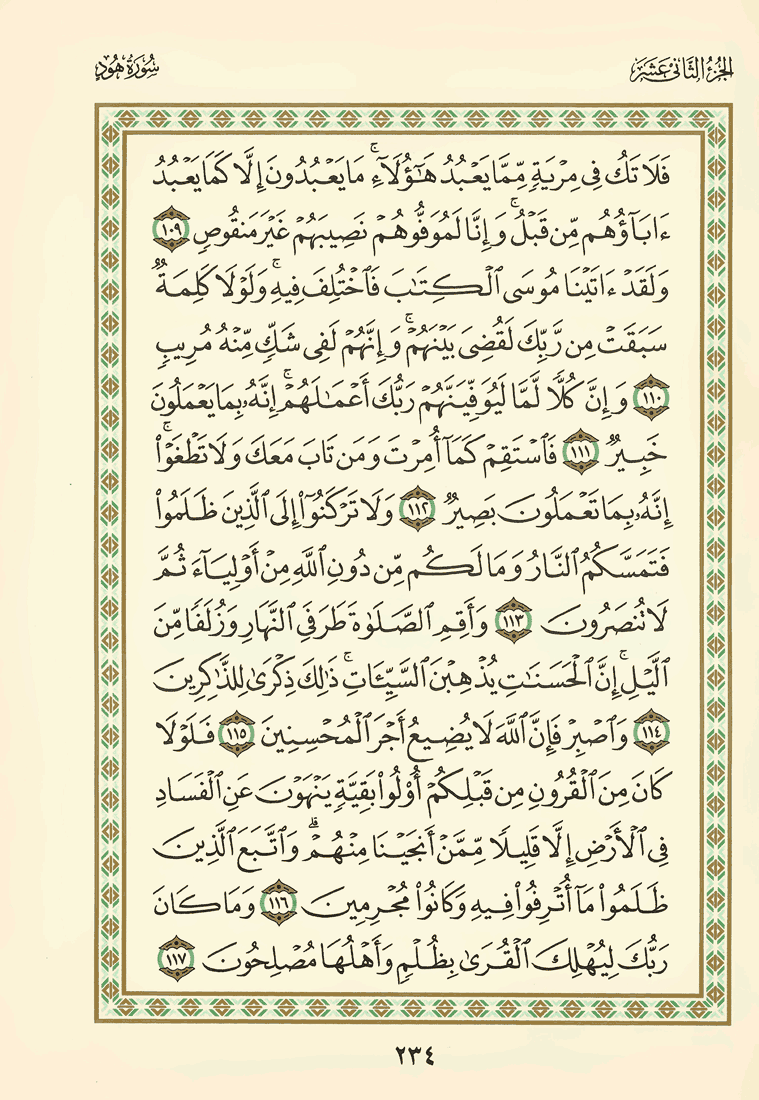 الجزء الثاني عشر
سورة هود
فَلَا تَكُ فِى مِرْيَةٍ مِّمَّا يَعْبُدُ هَٰٓؤُلَآءِ ۚ مَا يَعْبُدُونَ إِلَّا كَمَا يَعْبُدُ
ءَابَآؤُهُم مِّن قَبْلُ ۚ وَإِنَّا لَمُوَفُّوهُمْ نَصِيبَهُمْ غَيْرَ مَنقُوصٍ ١٠٩
وَلَقَدْ ءَاتَيْنَا مُوسَى ٱلْكِتَٰبَ فَٱخْتُلِفَ فِيهِ ۚ وَلَوْلَا كَلِمَةٌ
سَبَقَتْ مِن رَّبِّكَ لَقُضِىَ بَيْنَهُمْ ۚ وَإِنَّهُمْ لَفِى شَكٍّ مِّنْهُ مُرِيبٍ
١١٠ وَإِنَّ كُلًّا لَّمَّا لَيُوَفِّيَنَّهُمْ رَبُّكَ أَعْمَٰلَهُمْ ۚ إِنَّهُۥ بِمَا يَعْمَلُونَ
خَبِيرٌ ١١١ فَٱسْتَقِمْ كَمَآ أُمِرْتَ وَمَن تَابَ مَعَكَ وَلَا تَطْغَوْا۟ ۚ
إِنَّهُۥ بِمَا تَعْمَلُونَ بَصِيرٌ ١١٢ وَلَا تَرْكَنُوٓا۟ إِلَى ٱلَّذِينَ ظَلَمُوا۟
فَتَمَسَّكُمُ ٱلنَّارُ وَمَا لَكُم مِّن دُونِ ٱللَّهِ مِنْ أَوْلِيَآءَ ثُمَّ
لَا تُنصَرُونَ ١١٣ وَأَقِمِ ٱلصَّلَوٰةَ طَرَفَىِ ٱلنَّهَارِ وَزُلَفًا مِّنَ
ٱلَّيْلِ ۚ إِنَّ ٱلْحَسَنَٰتِ يُذْهِبْنَ ٱلسَّيِّـَٔاتِ ۚ ذَٰلِكَ ذِكْرَىٰ لِلذَّٰكِرِينَ
١١٤ وَٱصْبِرْ فَإِنَّ ٱللَّهَ لَا يُضِيعُ أَجْرَ ٱلْمُحْسِنِينَ ١١٥ فَلَوْلَا
كَانَ مِنَ ٱلْقُرُونِ مِن قَبْلِكُمْ أُو۟لُوا۟ بَقِيَّةٍ يَنْهَوْنَ عَنِ ٱلْفَسَادِ
فِى ٱلْأَرْضِ إِلَّا قَلِيلًا مِّمَّنْ أَنجَيْنَا مِنْهُمْ ۗ وَٱتَّبَعَ ٱلَّذِينَ
ظَلَمُوا۟ مَآ أُتْرِفُوا۟ فِيهِ وَكَانُوا۟ مُجْرِمِينَ ١١٦ وَمَا كَانَ
رَبُّكَ لِيُهْلِكَ ٱلْقُرَىٰ بِظُلْمٍ وَأَهْلُهَا مُصْلِحُونَ ١١٧
٢٣٤